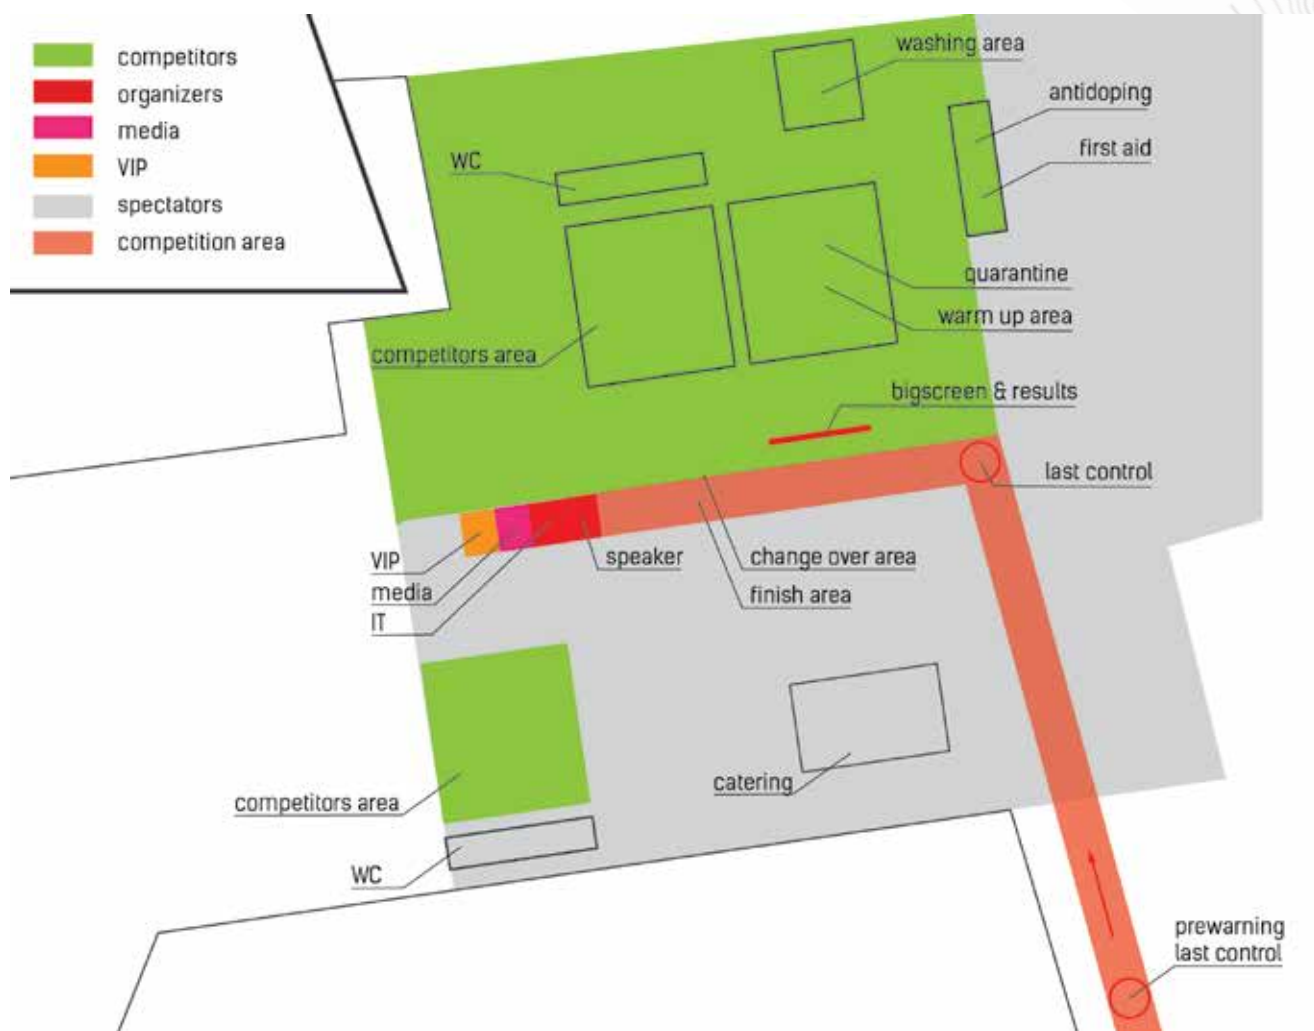 competitors
organizers
media
VIP
spectators
competition area
washing area
antidoping
first aid
WC
quarantine
warm up area
competitors area
bigscreen & results
last control
VIP
media
IT
speaker
change over area
finish area
catering
competitors area
WC
prewarning
last control